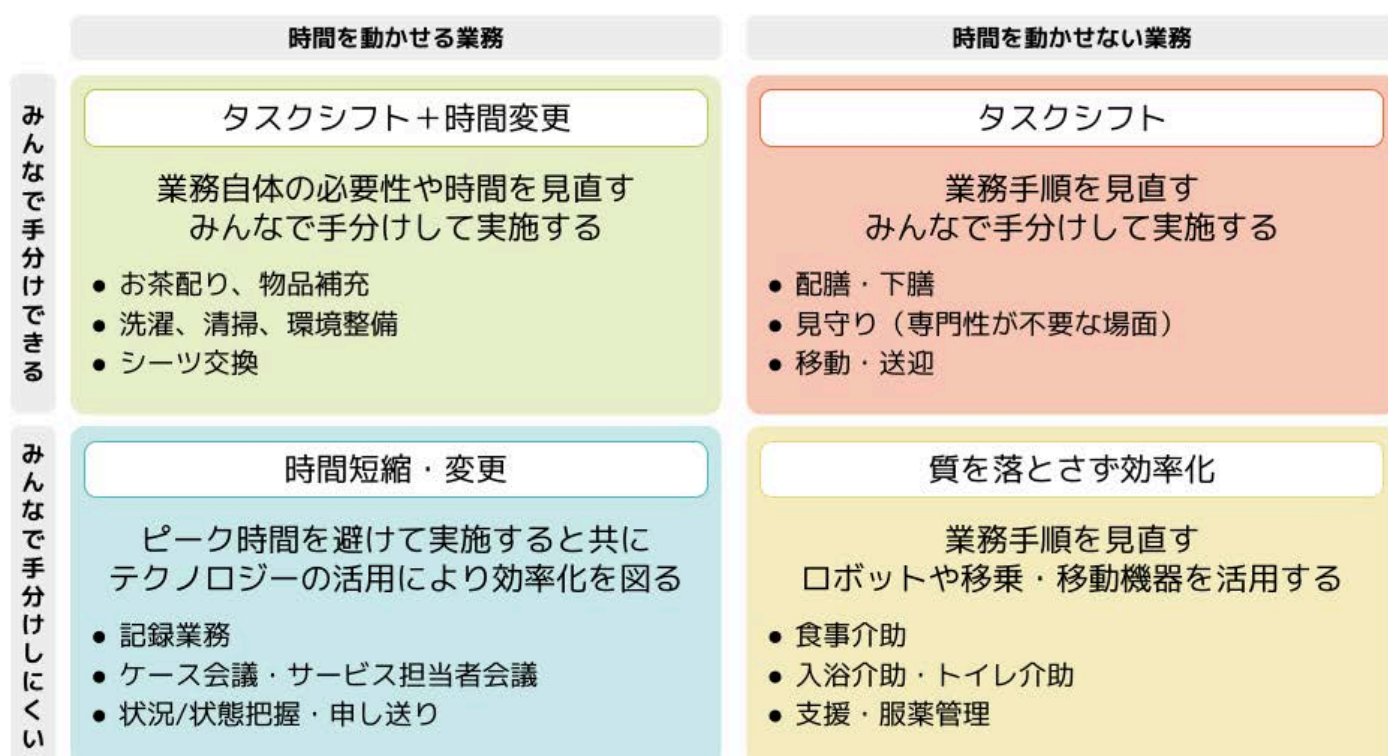 時間を動かせる業務
時間を動かせない業務
みんなで手分けできる
タスクシフト＋時間変更
業務自体の必要性や時間を見直す
みんなで手分けして実施する
● お茶配り、物品補充
● 洗濯、清掃、環境整備
● シーツ交換
タスクシフト
業務手順を見直す
みんなで手分けして実施する
● 配膳・下膳
● 見守り（専門性が不要な場面）
● 移動・送迎
みんなで手分けしにくい
時間短縮・変更
ピーク時間を避けて実施すると共に
テクノロジーの活用により効率化を図る
● 記録業務
● ケース会議・サービス担当者会議
● 状況/状態把握・申し送り
質を落とさず効率化
業務手順を見直す
ロボットや移乗・移動機器を活用する
● 食事介助
● 入浴介助・トイレ介助
● 支援・服薬管理